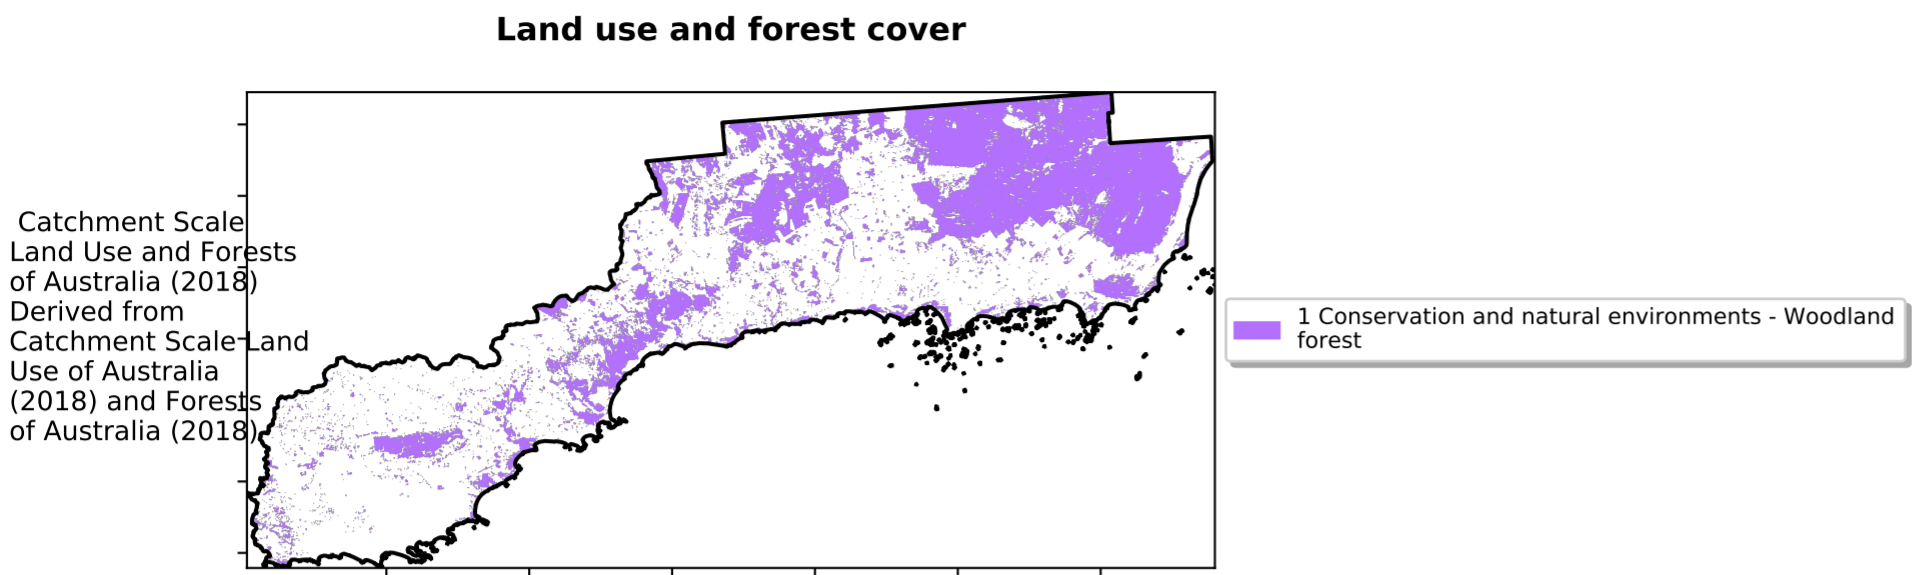 Land use and forest cover
Catchment Scale
Land Use and Forests
of Australia (2018)
Derived from
Catchment Scale Land
Use of Australia
(2018) and Forests
of Australia (2018)
1 Conservation and natural environments - Woodland
forest